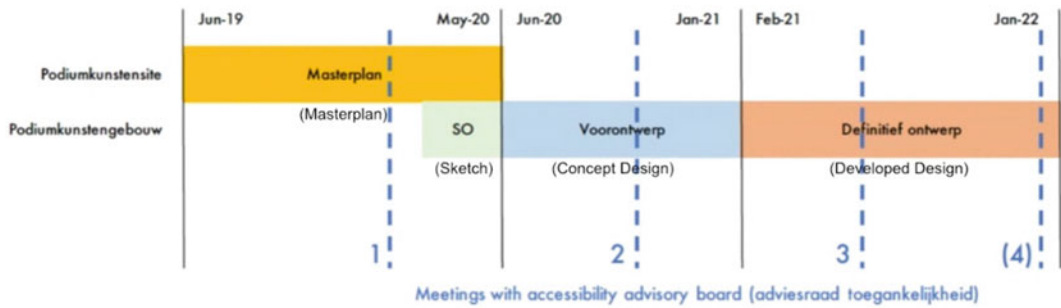 Jun-19 May-20 Jun-20 Jan-21 Feb-21 Jan-22
Podiumkunstensite Masterplan
(Masterplan)
Podiumkunstengebouw SO Voorontwerp Definitief ontwerp
(Sketch) (Concept Design) (Developed Design)
1 2 3 (4)
Meetings with accessibility advisory board (adviesraad toegankelijkheid)